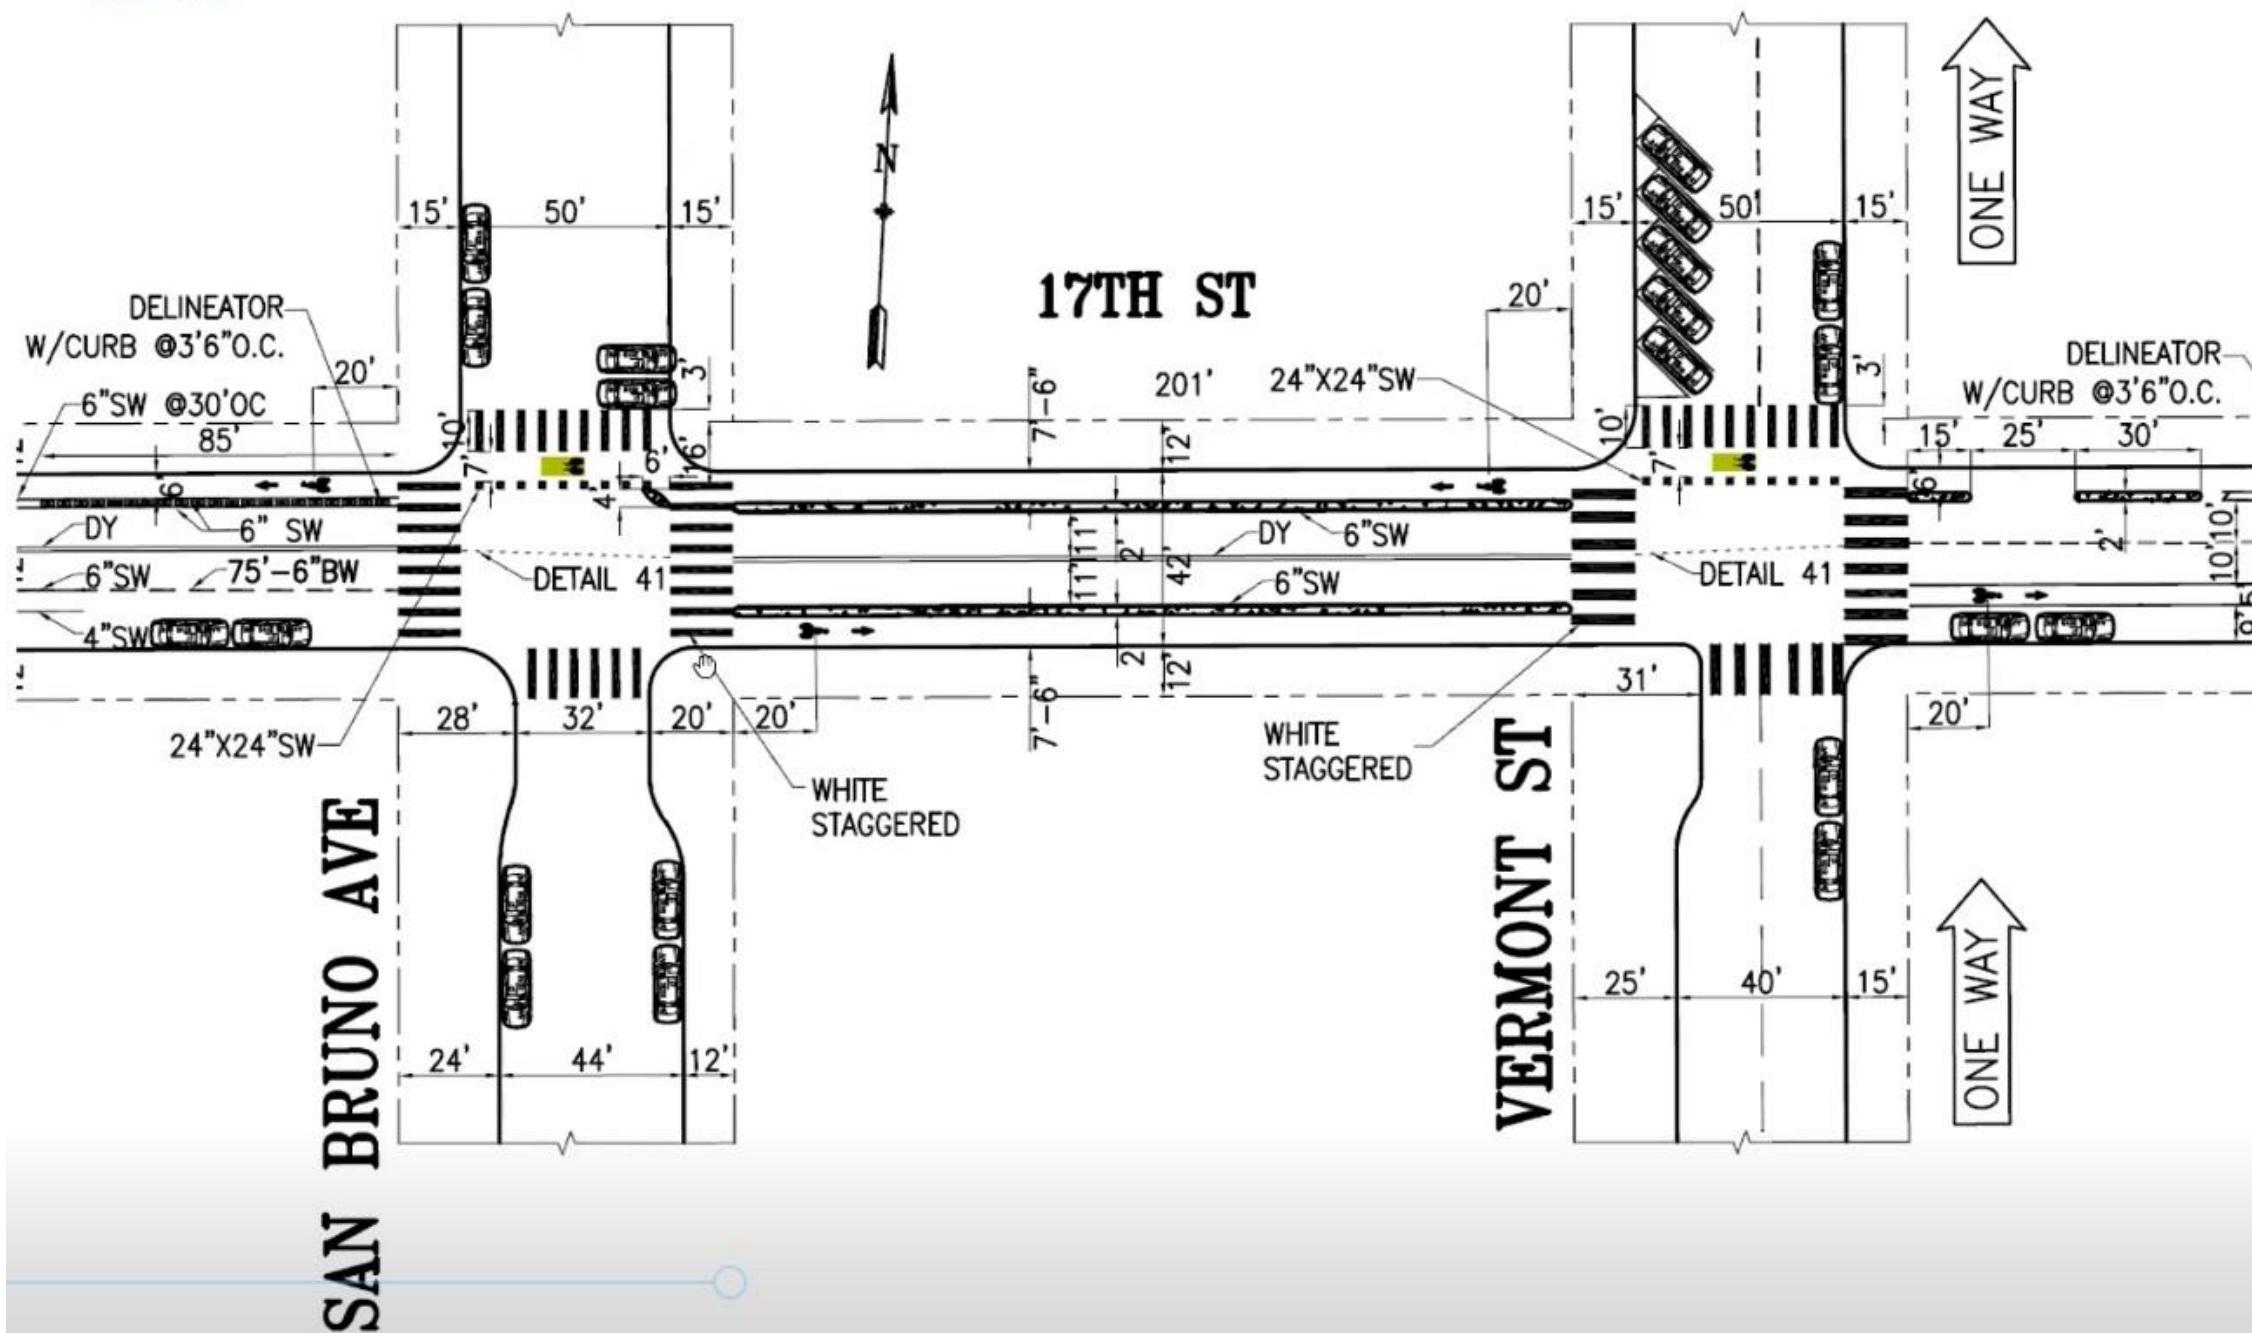 ONE WAY
N
15'
50'
15'
15'
50'
15'
17TH ST
20'
DELINEATOR
W/CURB @3'6"O.C.
20'
6"SW @30'OC
85'
3'
7'-6"
201'
24"X24"SW
12'
DELINEATOR
W/CURB @3'6"O.C.
3'
15'
25'
30'
10'
7'
6'
16'
4'
10'
7'
6'
6'
6" SW
DY
6"SW
75'-6"BW
4"SW
DETAIL 41
11'
11'
2'
42'
DY
6"SW
6"SW
2'
12'
7'-6"
DETAIL 41
2'
10'
10'
31'
28'
32'
20'
20'
20'
24"X24"SW
WHITE
STAGGERED
WHITE
STAGGERED
SAN BRUNO AVE
VERMONT ST
24'
44'
12'
25'
40'
15'
ONE WAY